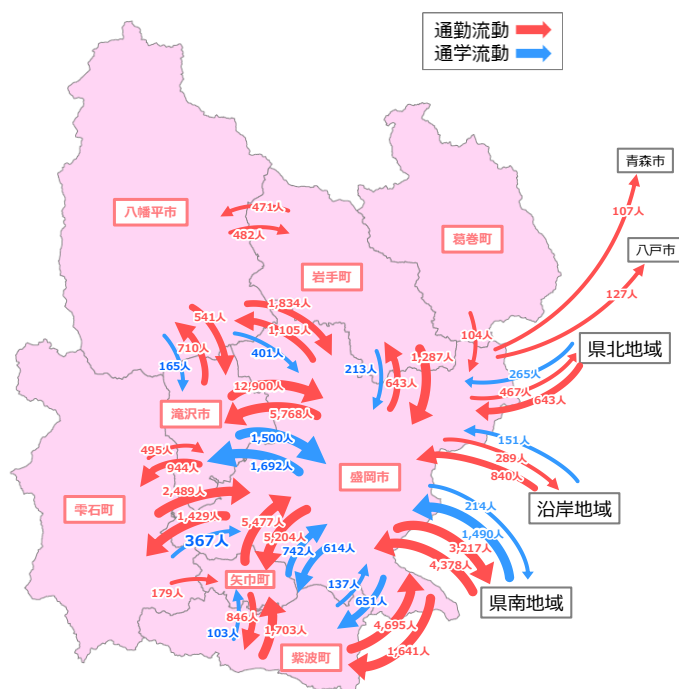 通勤流動
通学流動
青森市
107人
八幡平市
471人
482人
葛巻町
八戸市
岩手町
127人
1,834人
541人
1,105人
104人
710人
401人
1,287人
県北地域
165人
213人
265人
12,900人
467人
643人
643人
滝沢市
5,768人
1,500人
151人
495人
289人
944人
1,692人
盛岡市
840人
2,489人
雫石町
沿岸地域
214人
1,429人
5,477人
5,204人
1,490人
367人
742人
614人
3,217人
4,378人
矢巾町
137人
179人
651人
県南地域
846人
103人
1,703人
4,695人
紫波町
1,641人